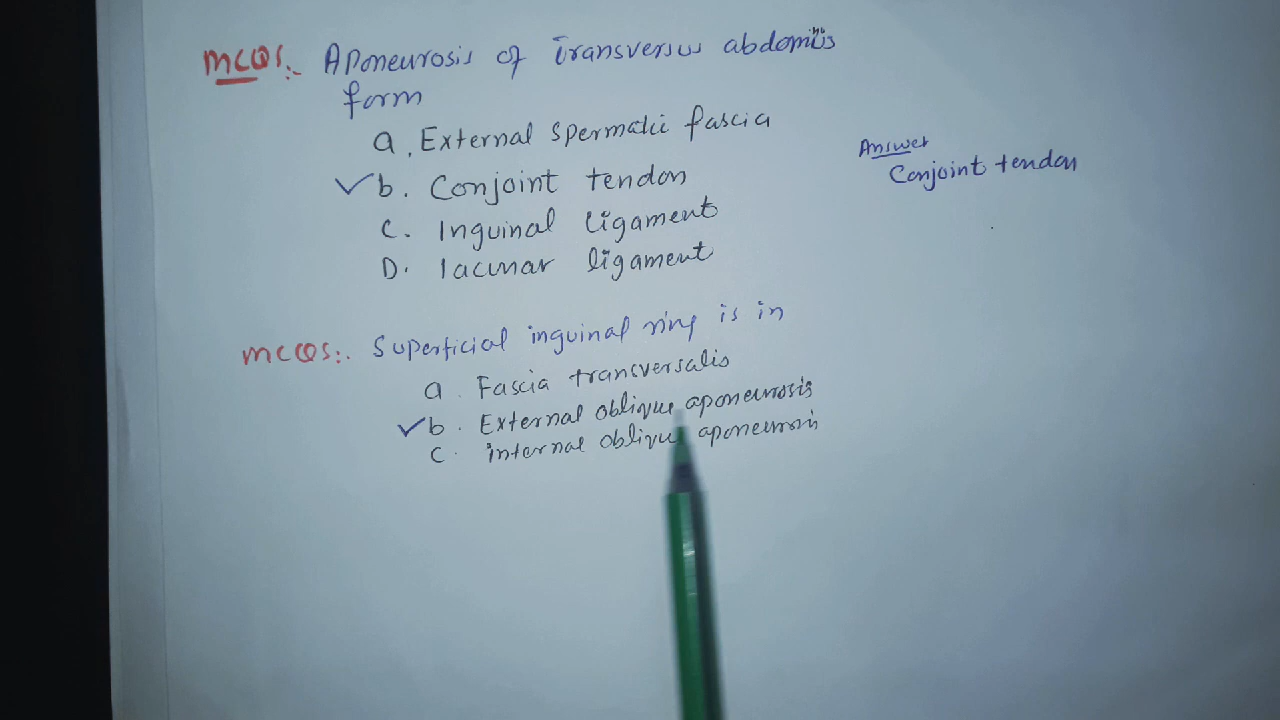 MCQS:. Aponeurosis of transversus abdominis
form
a. External spermatic fascia
b. Conjoint tendon
C. Inguinal ligament
D. lacunar ligament
Answer
Conjoint tendon
MCQS:. Superficial inguinal ring is in
a. Fascia transversalis
b. External oblique aponeurosis
C. internal oblique aponeurosis